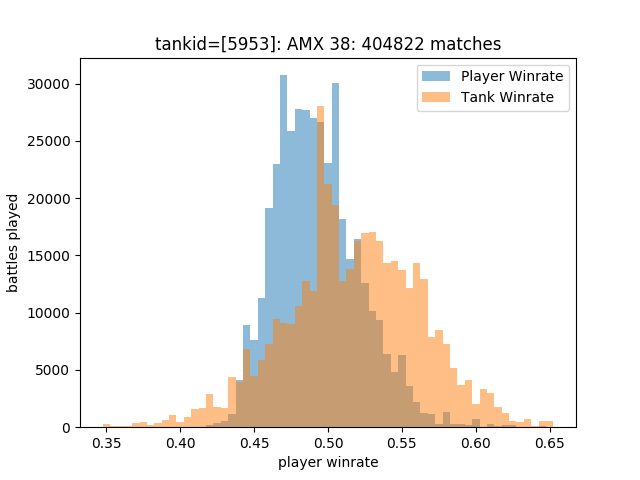 tankid=[5953]: AMX 38: 404822 matches
Player Winrate
Tank Winrate
battles played
30000
25000
20000
15000
10000
5000
0
0.35 0.40 0.45 0.50 0.55 0.60 0.65
player winrate